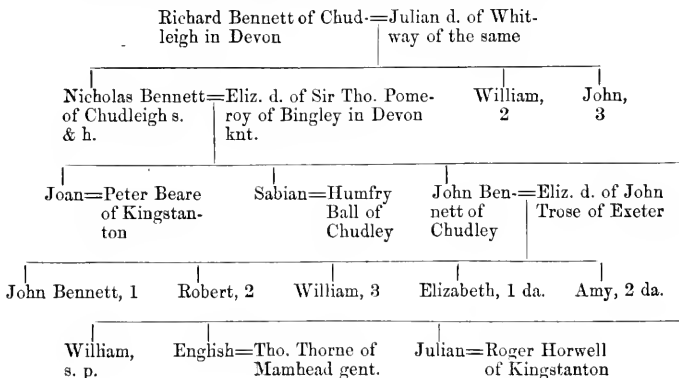 Richard Bennett of Chud-=Julian d. of Whit-
leigh in Devon way of the same
Nicholas Bennett=Eliz. d. of Sir Tho. Pome- William, John,
of Chudleigh s. roy of Bingley in Devon 2 3
& h. knt.
Joan=Peter Beare Sabian=Humfry John Ben-=Eliz. d. of John
of Kingstan- Ball of nett of Trose of Exeter
ton Chudley Chudley
John Bennett, 1 Robert, 2 William, 3 Elizabeth, 1 da. Amy, 2 da.
William, English=Tho. Thorne of Julian=Roger Horwell
s. p. Mamhead gent. of Kingstanton